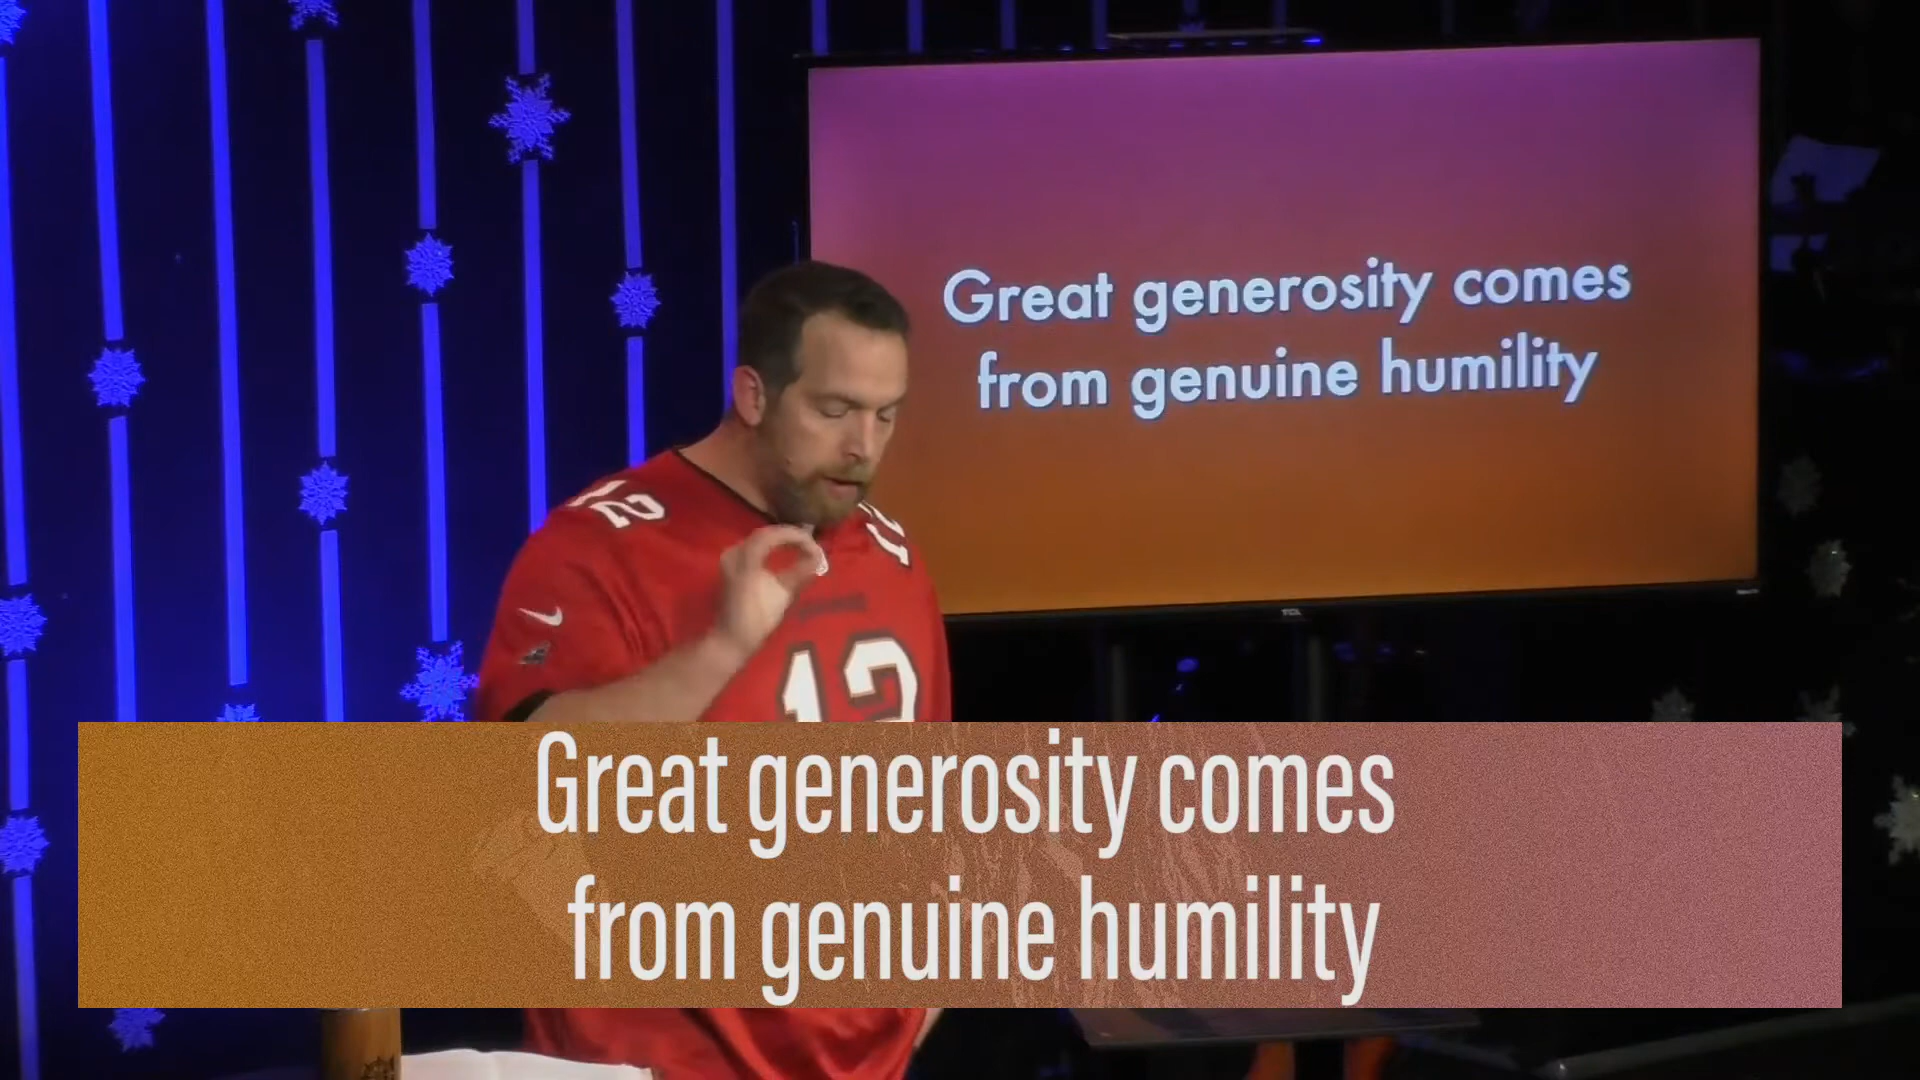 Great generosity comes
from genuine humility
12
12
12
Great generosity comes
from genuine humility